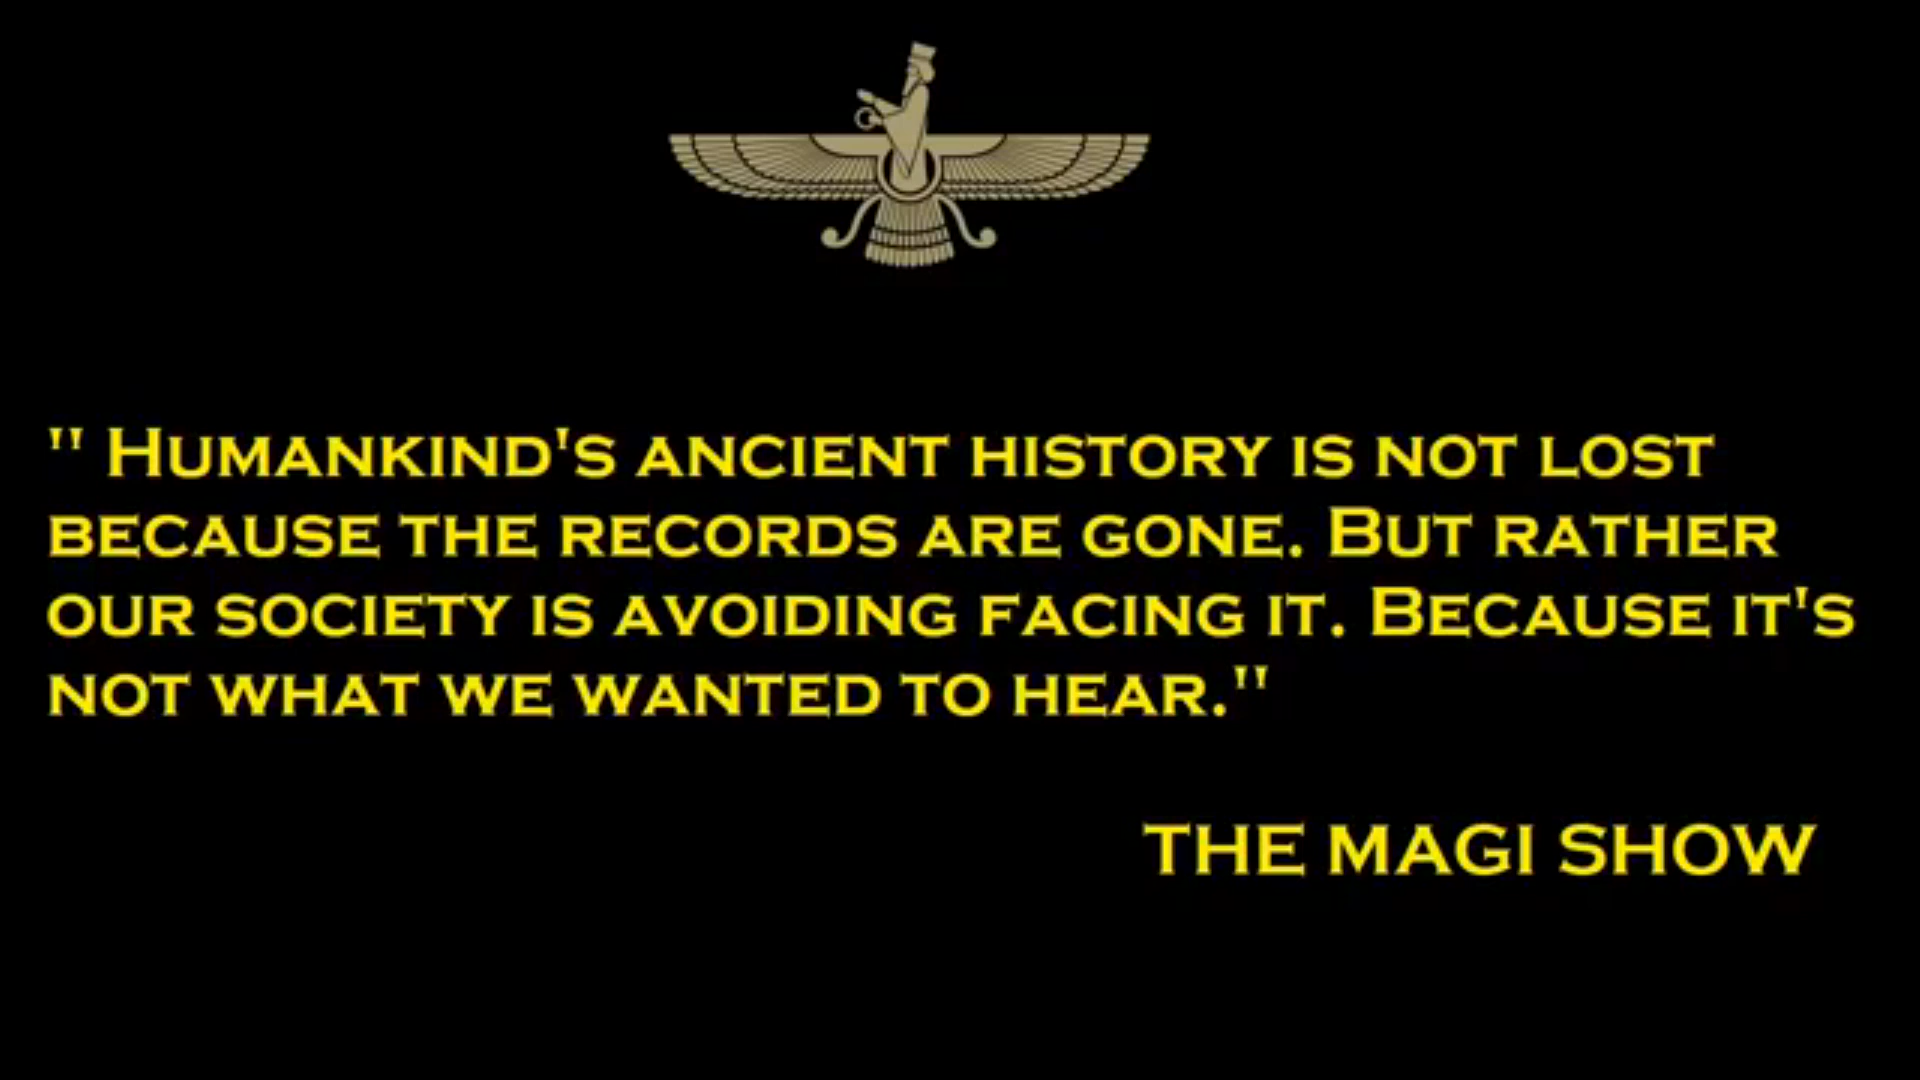 " Humankind's ancient history is not lost
because the records are gone. But rather
our society is avoiding facing it. Because it's
not what we wanted to hear."
THE MAGI SHOW